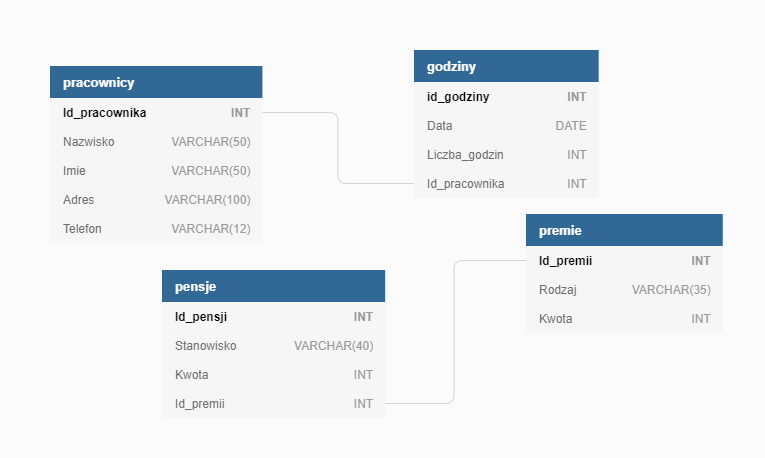 pracownicy
Id_pracownika INT
Nazwisko VARCHAR(50)
Imie VARCHAR(50)
Adres VARCHAR(100)
Telefon VARCHAR(12)
godziny
id_godziny INT
Data DATE
Liczba_godzin INT
Id_pracownika INT
pensje
Id_pensji INT
Stanowisko VARCHAR(40)
Kwota INT
Id_premii INT
premie
Id_premii INT
Rodzaj VARCHAR(35)
Kwota INT